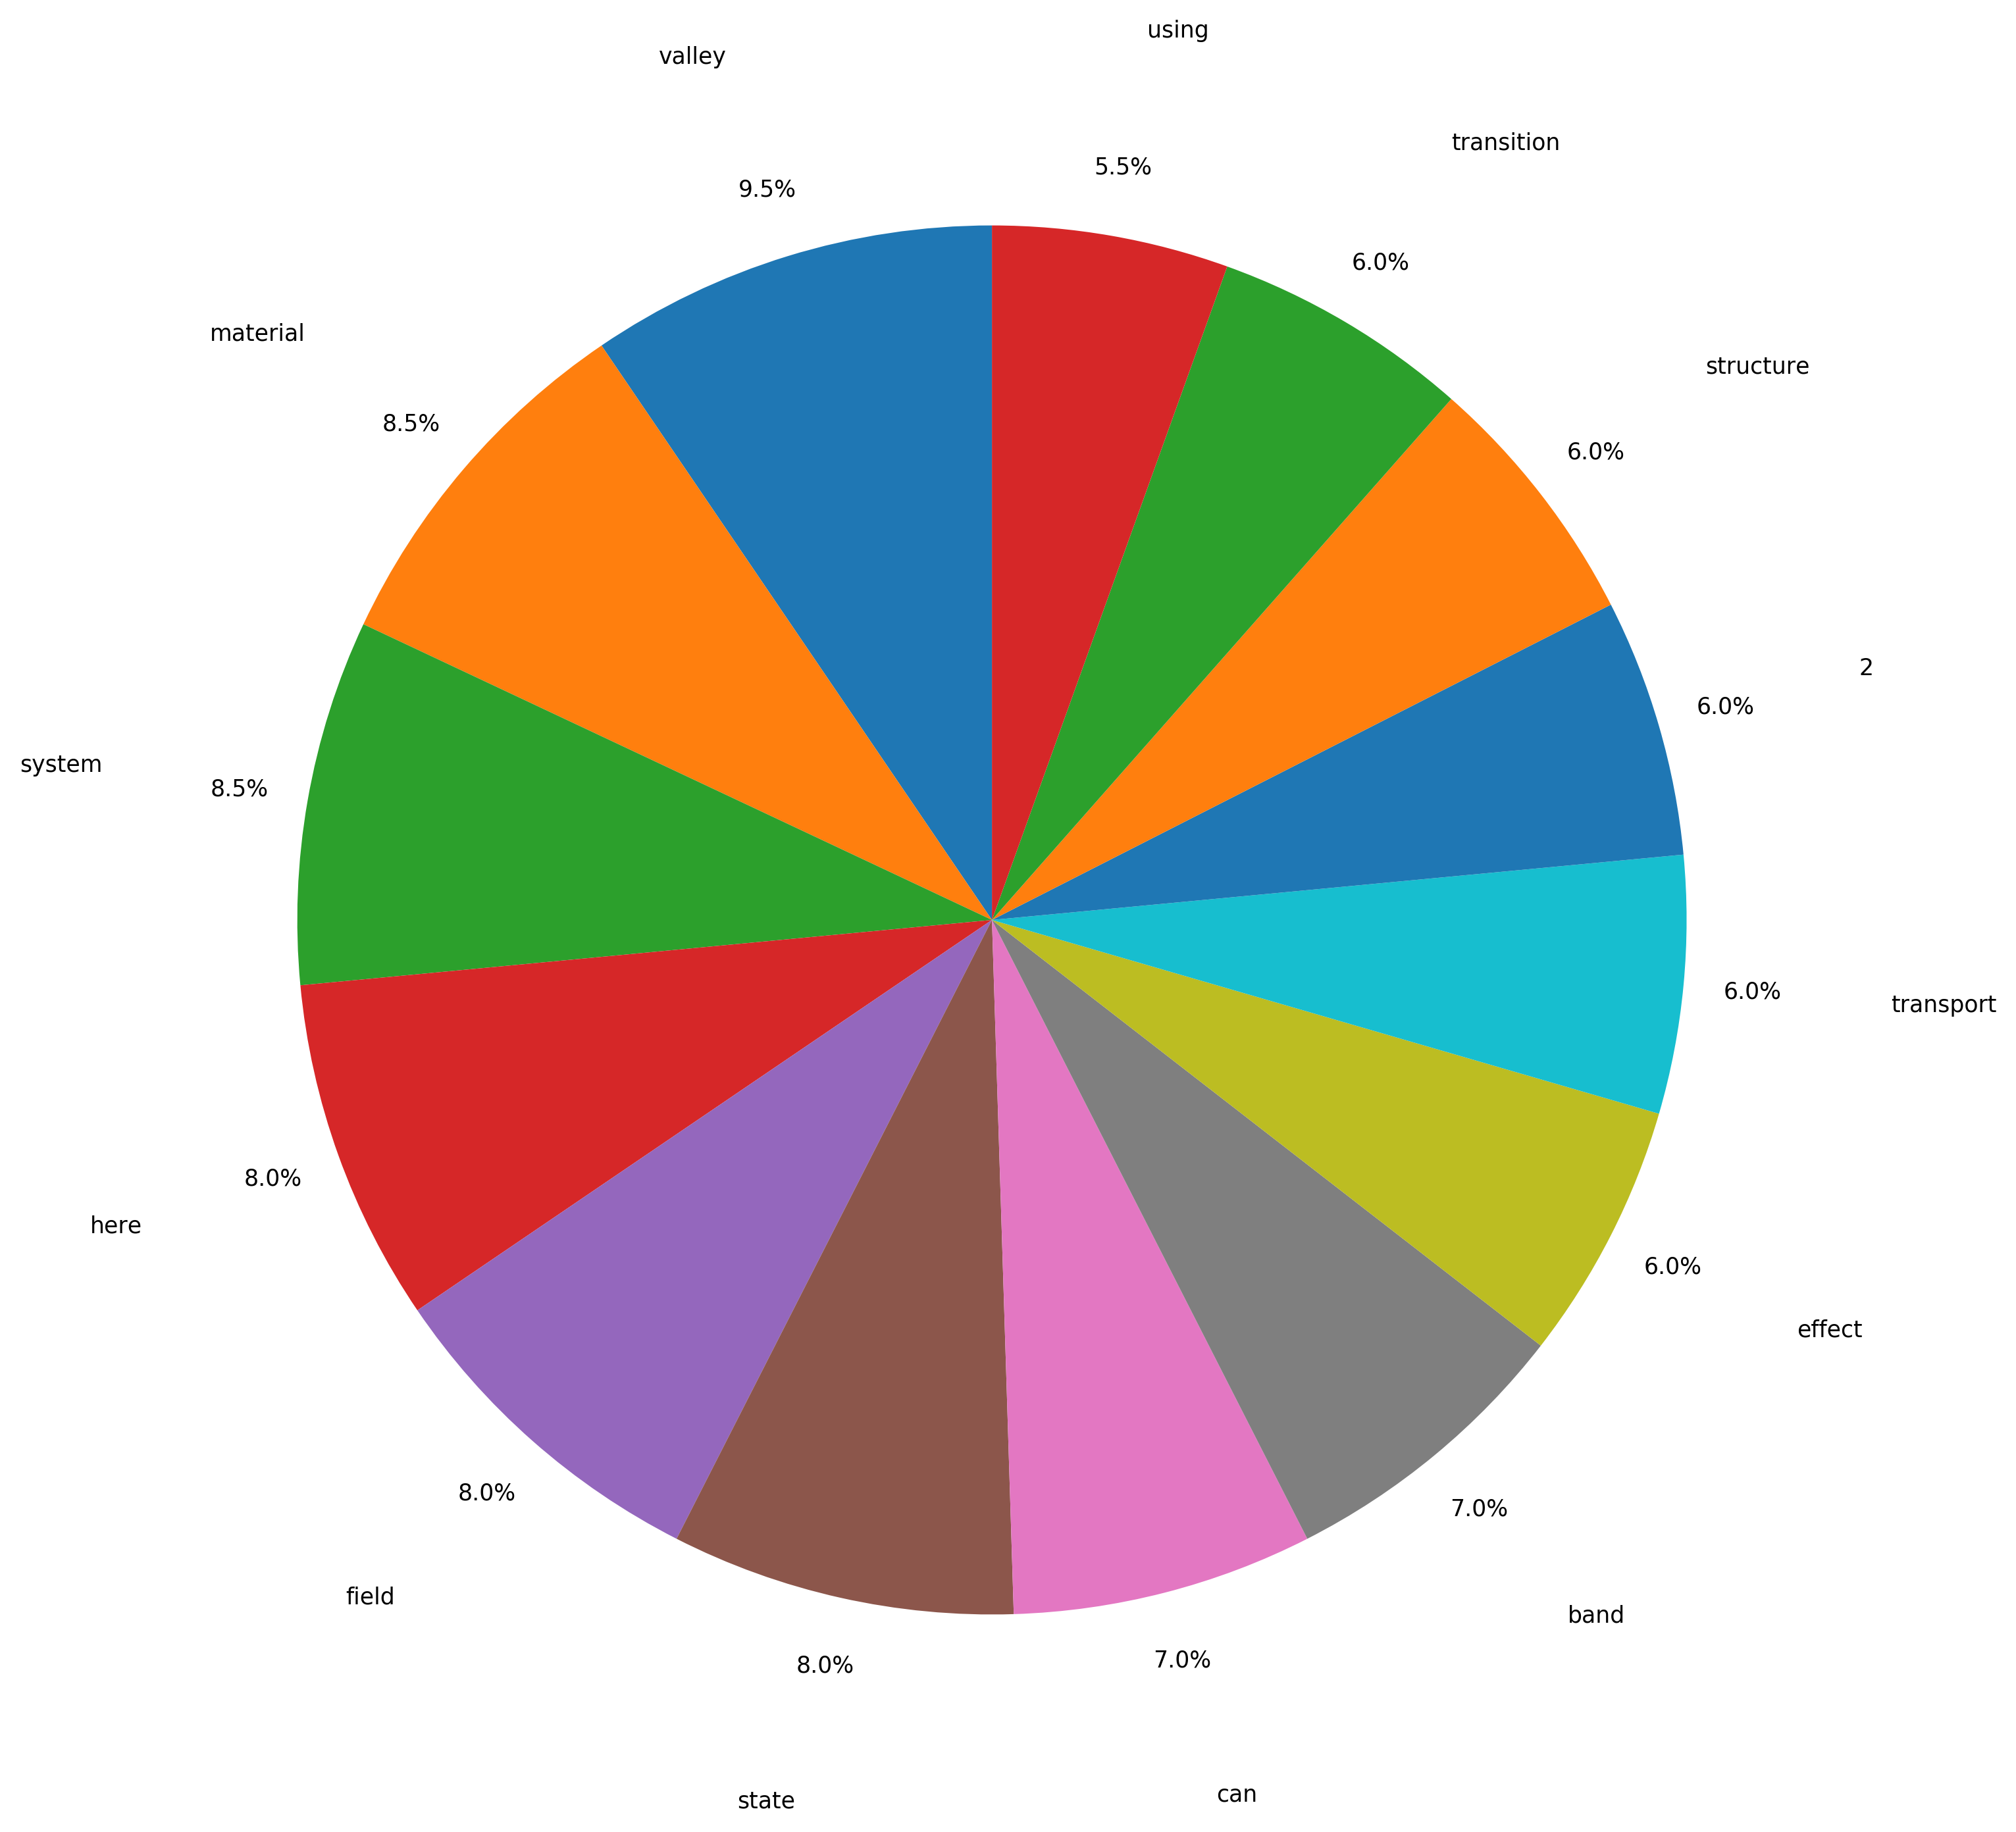 using
valley
transition
5.5%
9.5%
6.0%
material
structure
8.5%
6.0%
2
6.0%
system
8.5%
6.0%
transport
8.0%
here
6.0%
effect
8.0%
7.0%
field
band
8.0%
7.0%
state
can